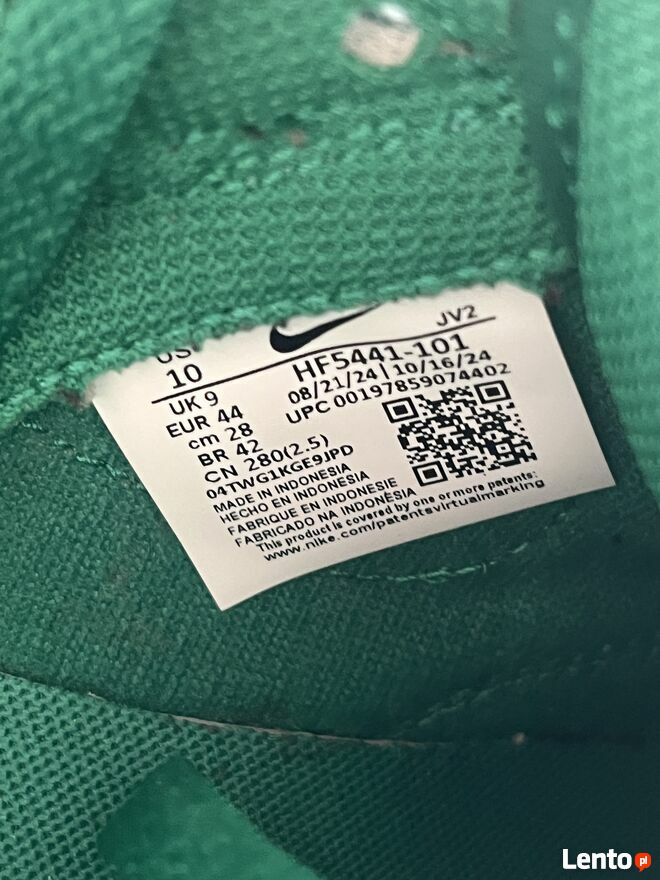 US
10
UK 9
EUR 44
cm 28
BR 42
CN 280(2.5)
04TWG1KGE9JPD
JV2
HF5441-101
08/21/24 | 10/16/24
UPC 00197859074402
MADE IN INDONESIA
HECHO EN INDONESIA
FABRIQUE EN INDONESIE
FABRICADO NA INDONÉSIA
This product is covered by one or more patents:
www.nike.com/patentsvirtualmarking
Lento.pl